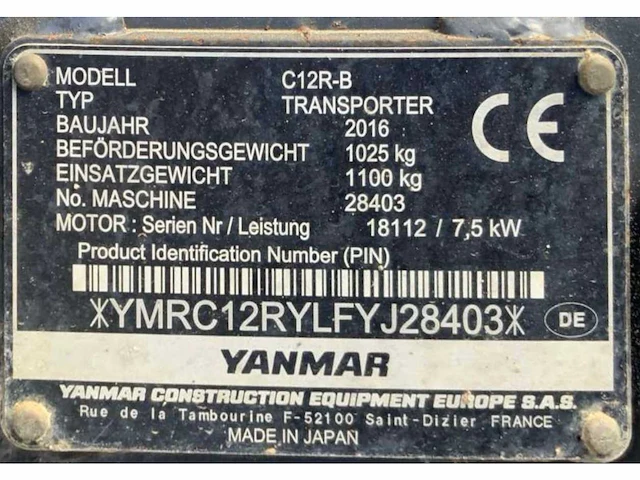 MODELL C12R-B
TYP TRANSPORTER
BAUJAHR 2016
BEFÖRDERUNGSGEWICHT 1025 kg
EINSATZGEWICHT 1100 kg
No. MASCHINE 28403
MOTOR : Serien Nr / Leistung 18112 / 7,5 kW
CE
Product Identification Number (PIN)
*YMRC12RYLFYJ28403*
DE
YANMAR
YANMAR CONSTRUCTION EQUIPMENT EUROPE S.A.S.
Rue de la Tambourine F-52100 Saint-Dizier FRANCE
MADE IN JAPAN